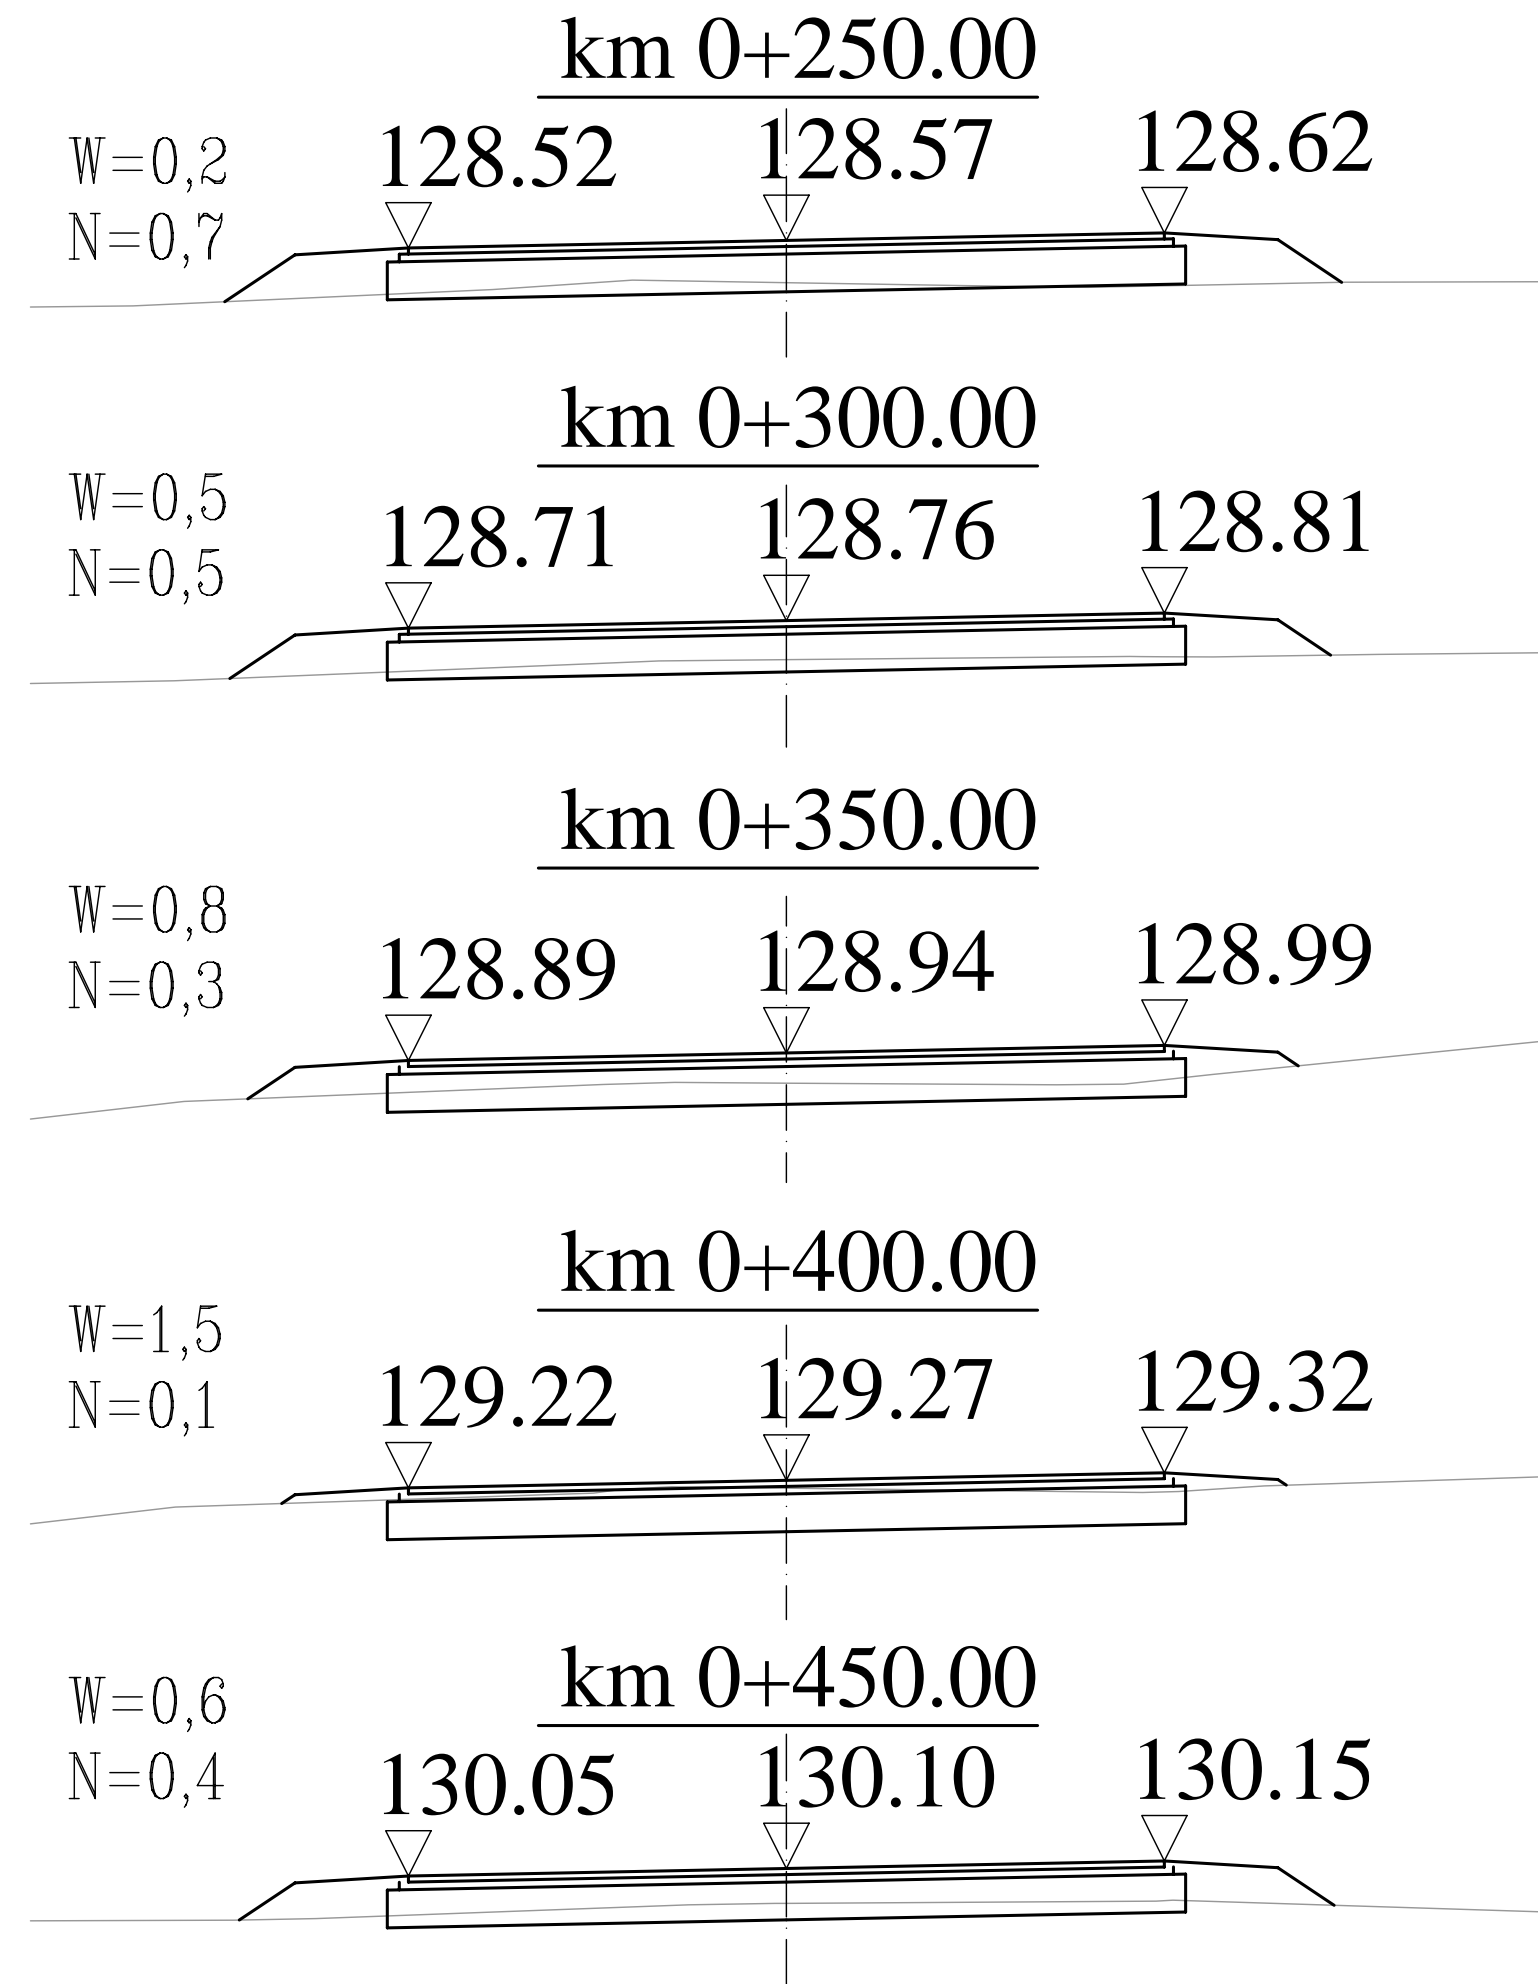 km 0+250.00
W=0,2
N=0,7
128.52 128.57 128.62
km 0+300.00
W=0,5
N=0,5
128.71 128.76 128.81
km 0+350.00
W=0,8
N=0,3
128.89 128.94 128.99
km 0+400.00
W=1,5
N=0,1
129.22 129.27 129.32
km 0+450.00
W=0,6
N=0,4
130.05 130.10 130.15